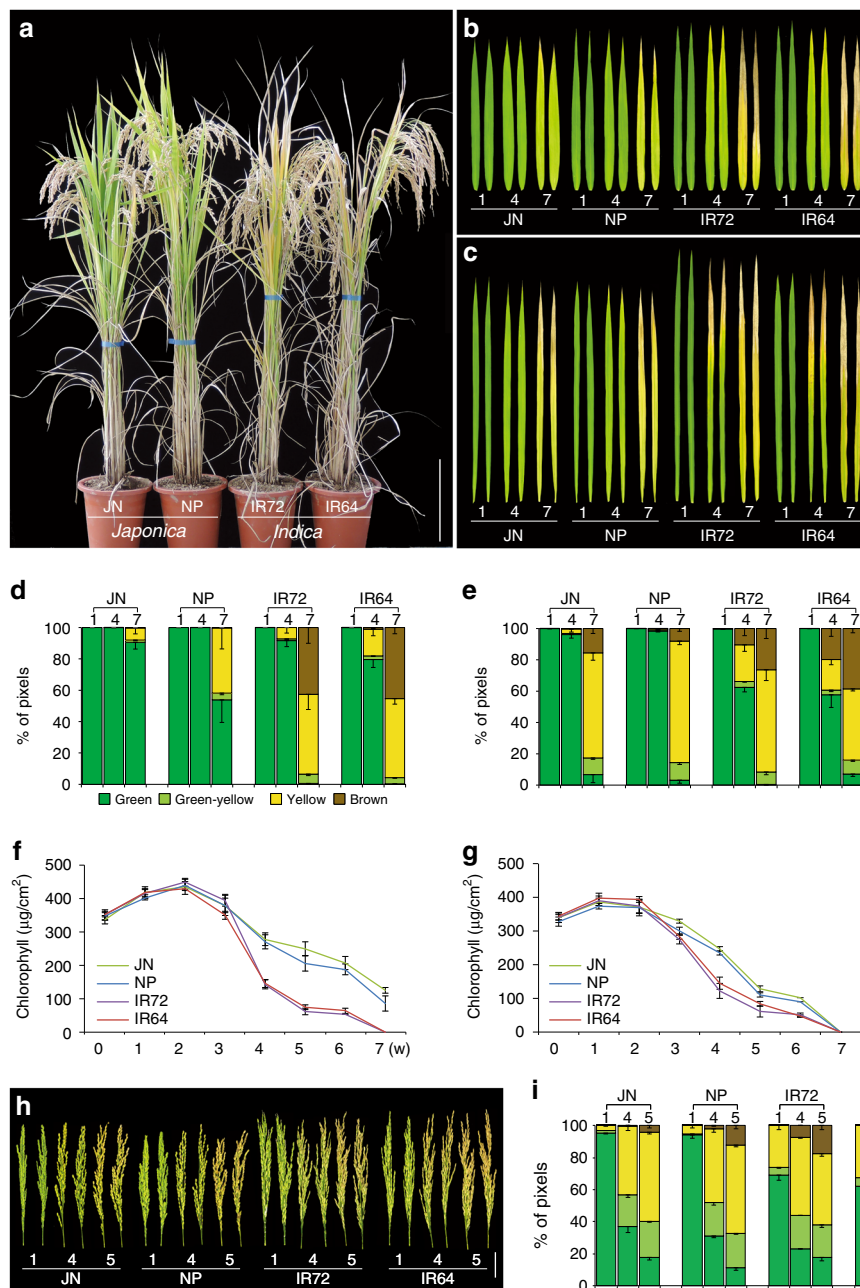 a
JN NP IR72 IR64
Japonica Indica
b
1 4 7 1 4 7 1 4 7 1 4 7
JN NP IR72 IR64
c
1 4 7 1 4 7 1 4 7 1 4 7
JN NP IR72 IR64
d
JN NP IR72 IR64
1 4 7 1 4 7 1 4 7 1 4 7
100
80
60
40
20
0
% of pixels
Green Green-yellow Yellow Brown
e
JN NP IR72 IR64
1 4 7 1 4 7 1 4 7 1 4 7
100
80
60
40
20
0
% of pixels
f
500
400
300
200
100
0
Chlorophyll (μg/cm2)
JN
NP
IR72
IR64
0 1 2 3 4 5 6 7 (w)
g
500
400
300
200
100
0
Chlorophyll (μg/cm2)
JN
NP
IR72
IR64
0 1 2 3 4 5 6 7
h
1 4 5 1 4 5 1 4 5 1 4 5
JN NP IR72 IR64
i
JN NP IR72
1 4 5 1 4 5 1 4 5
100
80
60
40
20
0
% of pixels